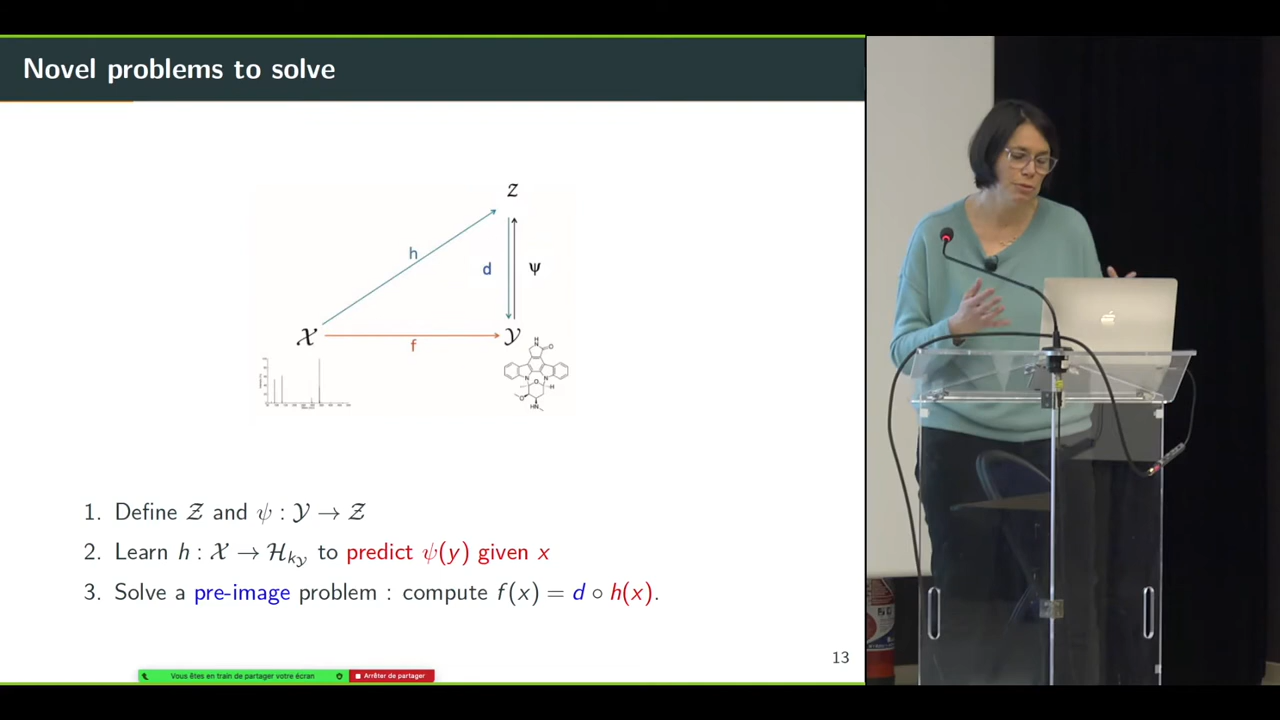 Novel problems to solve
𝒵
h
d
ψ
𝒳
f
𝒴
1. Define 𝒵 and ψ : 𝒴 → 𝒵
2. Learn h : 𝒳 → ℋ_{k_𝒴} to predict ψ(y) given x
3. Solve a pre-image problem : compute f(x) = d ∘ h(x).
13
Vous êtes en train de partager votre écran
Arrêter de partager